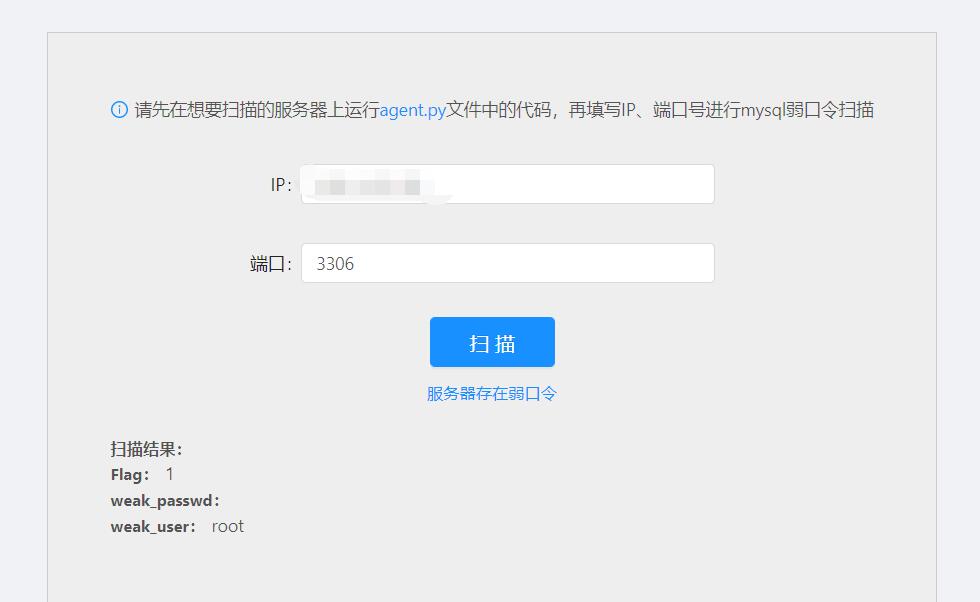 请先在想要扫描的服务器上运行agent.py文件中的代码，再填写IP、端口号进行mysql弱口令扫描
IP：
端口： 3306
扫 描
服务器存在弱口令
扫描结果：
Flag： 1
weak_passwd：
weak_user： root